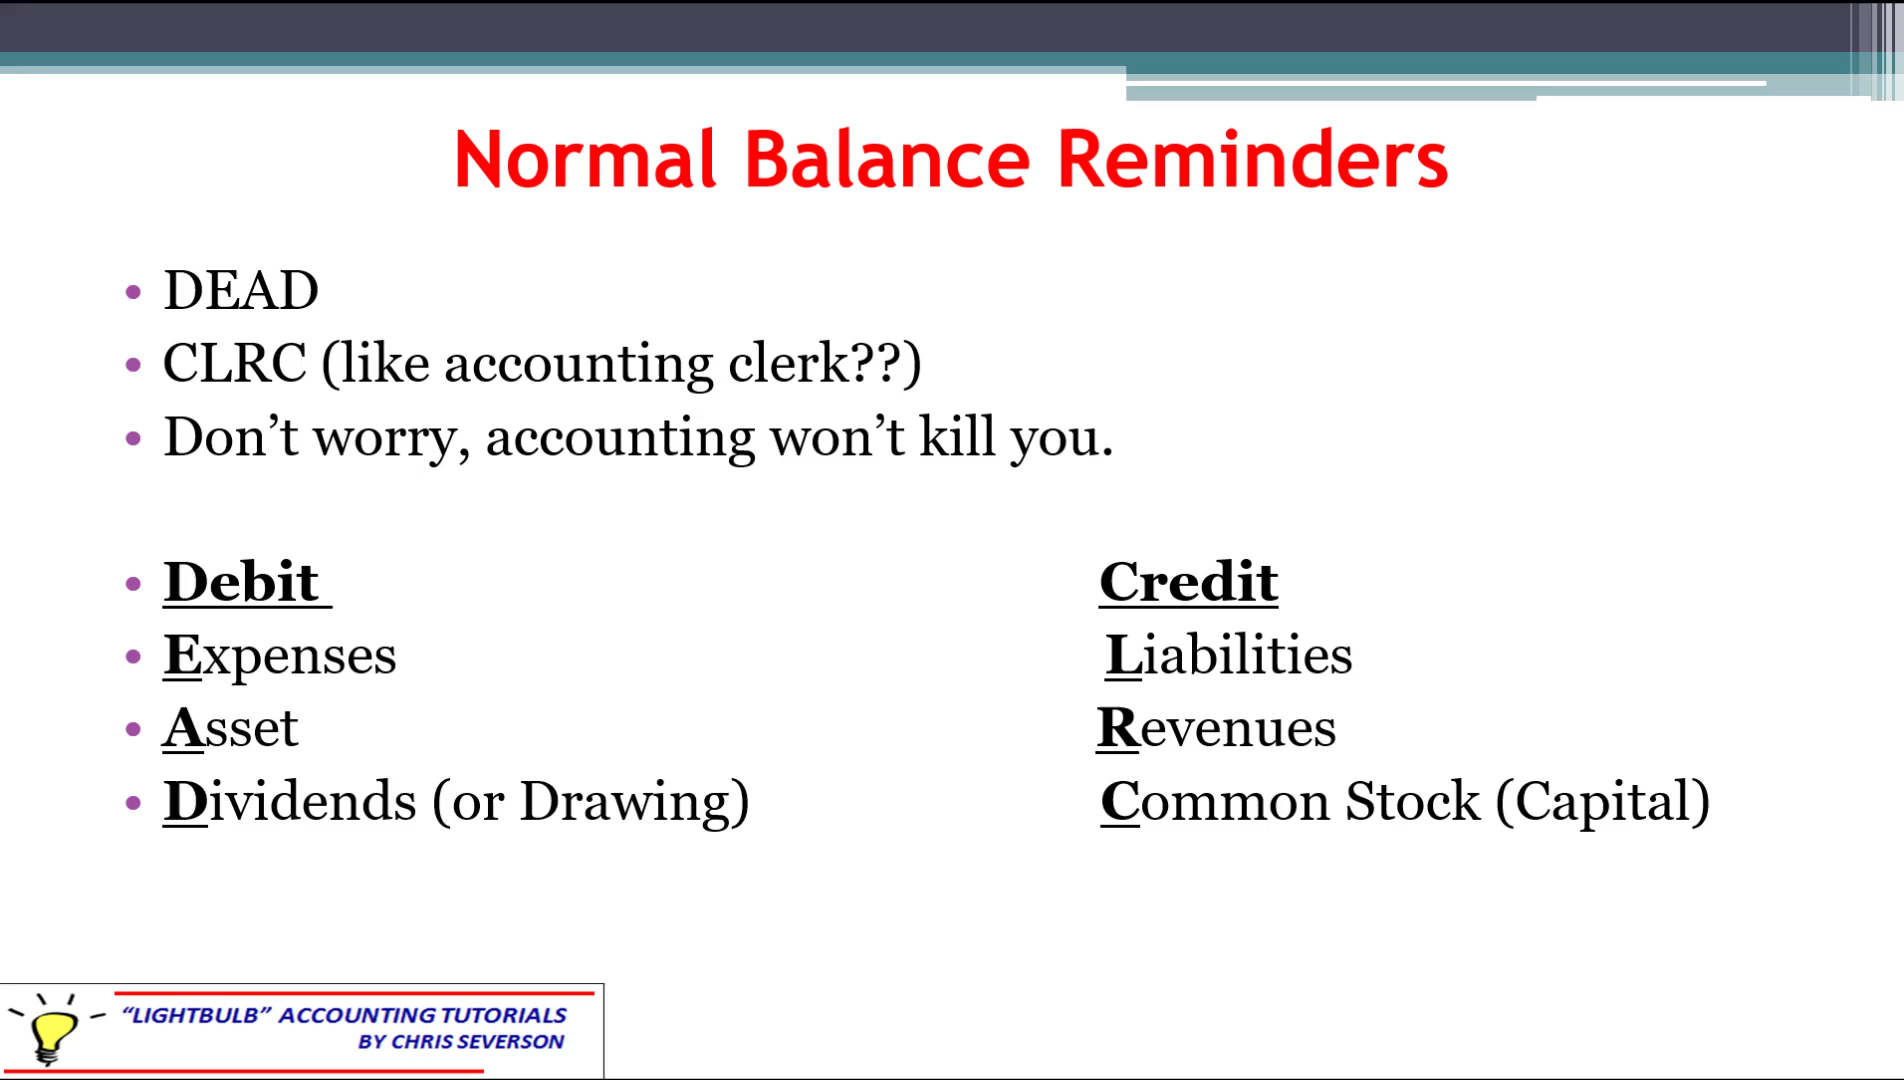 Normal Balance Reminders
• DEAD
• CLRC (like accounting clerk??)
• Don’t worry, accounting won’t kill you.
• Debit Credit
• Expenses Liabilities
• Asset Revenues
• Dividends (or Drawing) Common Stock (Capital)
“LIGHTBULB” ACCOUNTING TUTORIALS
BY CHRIS SEVERSON